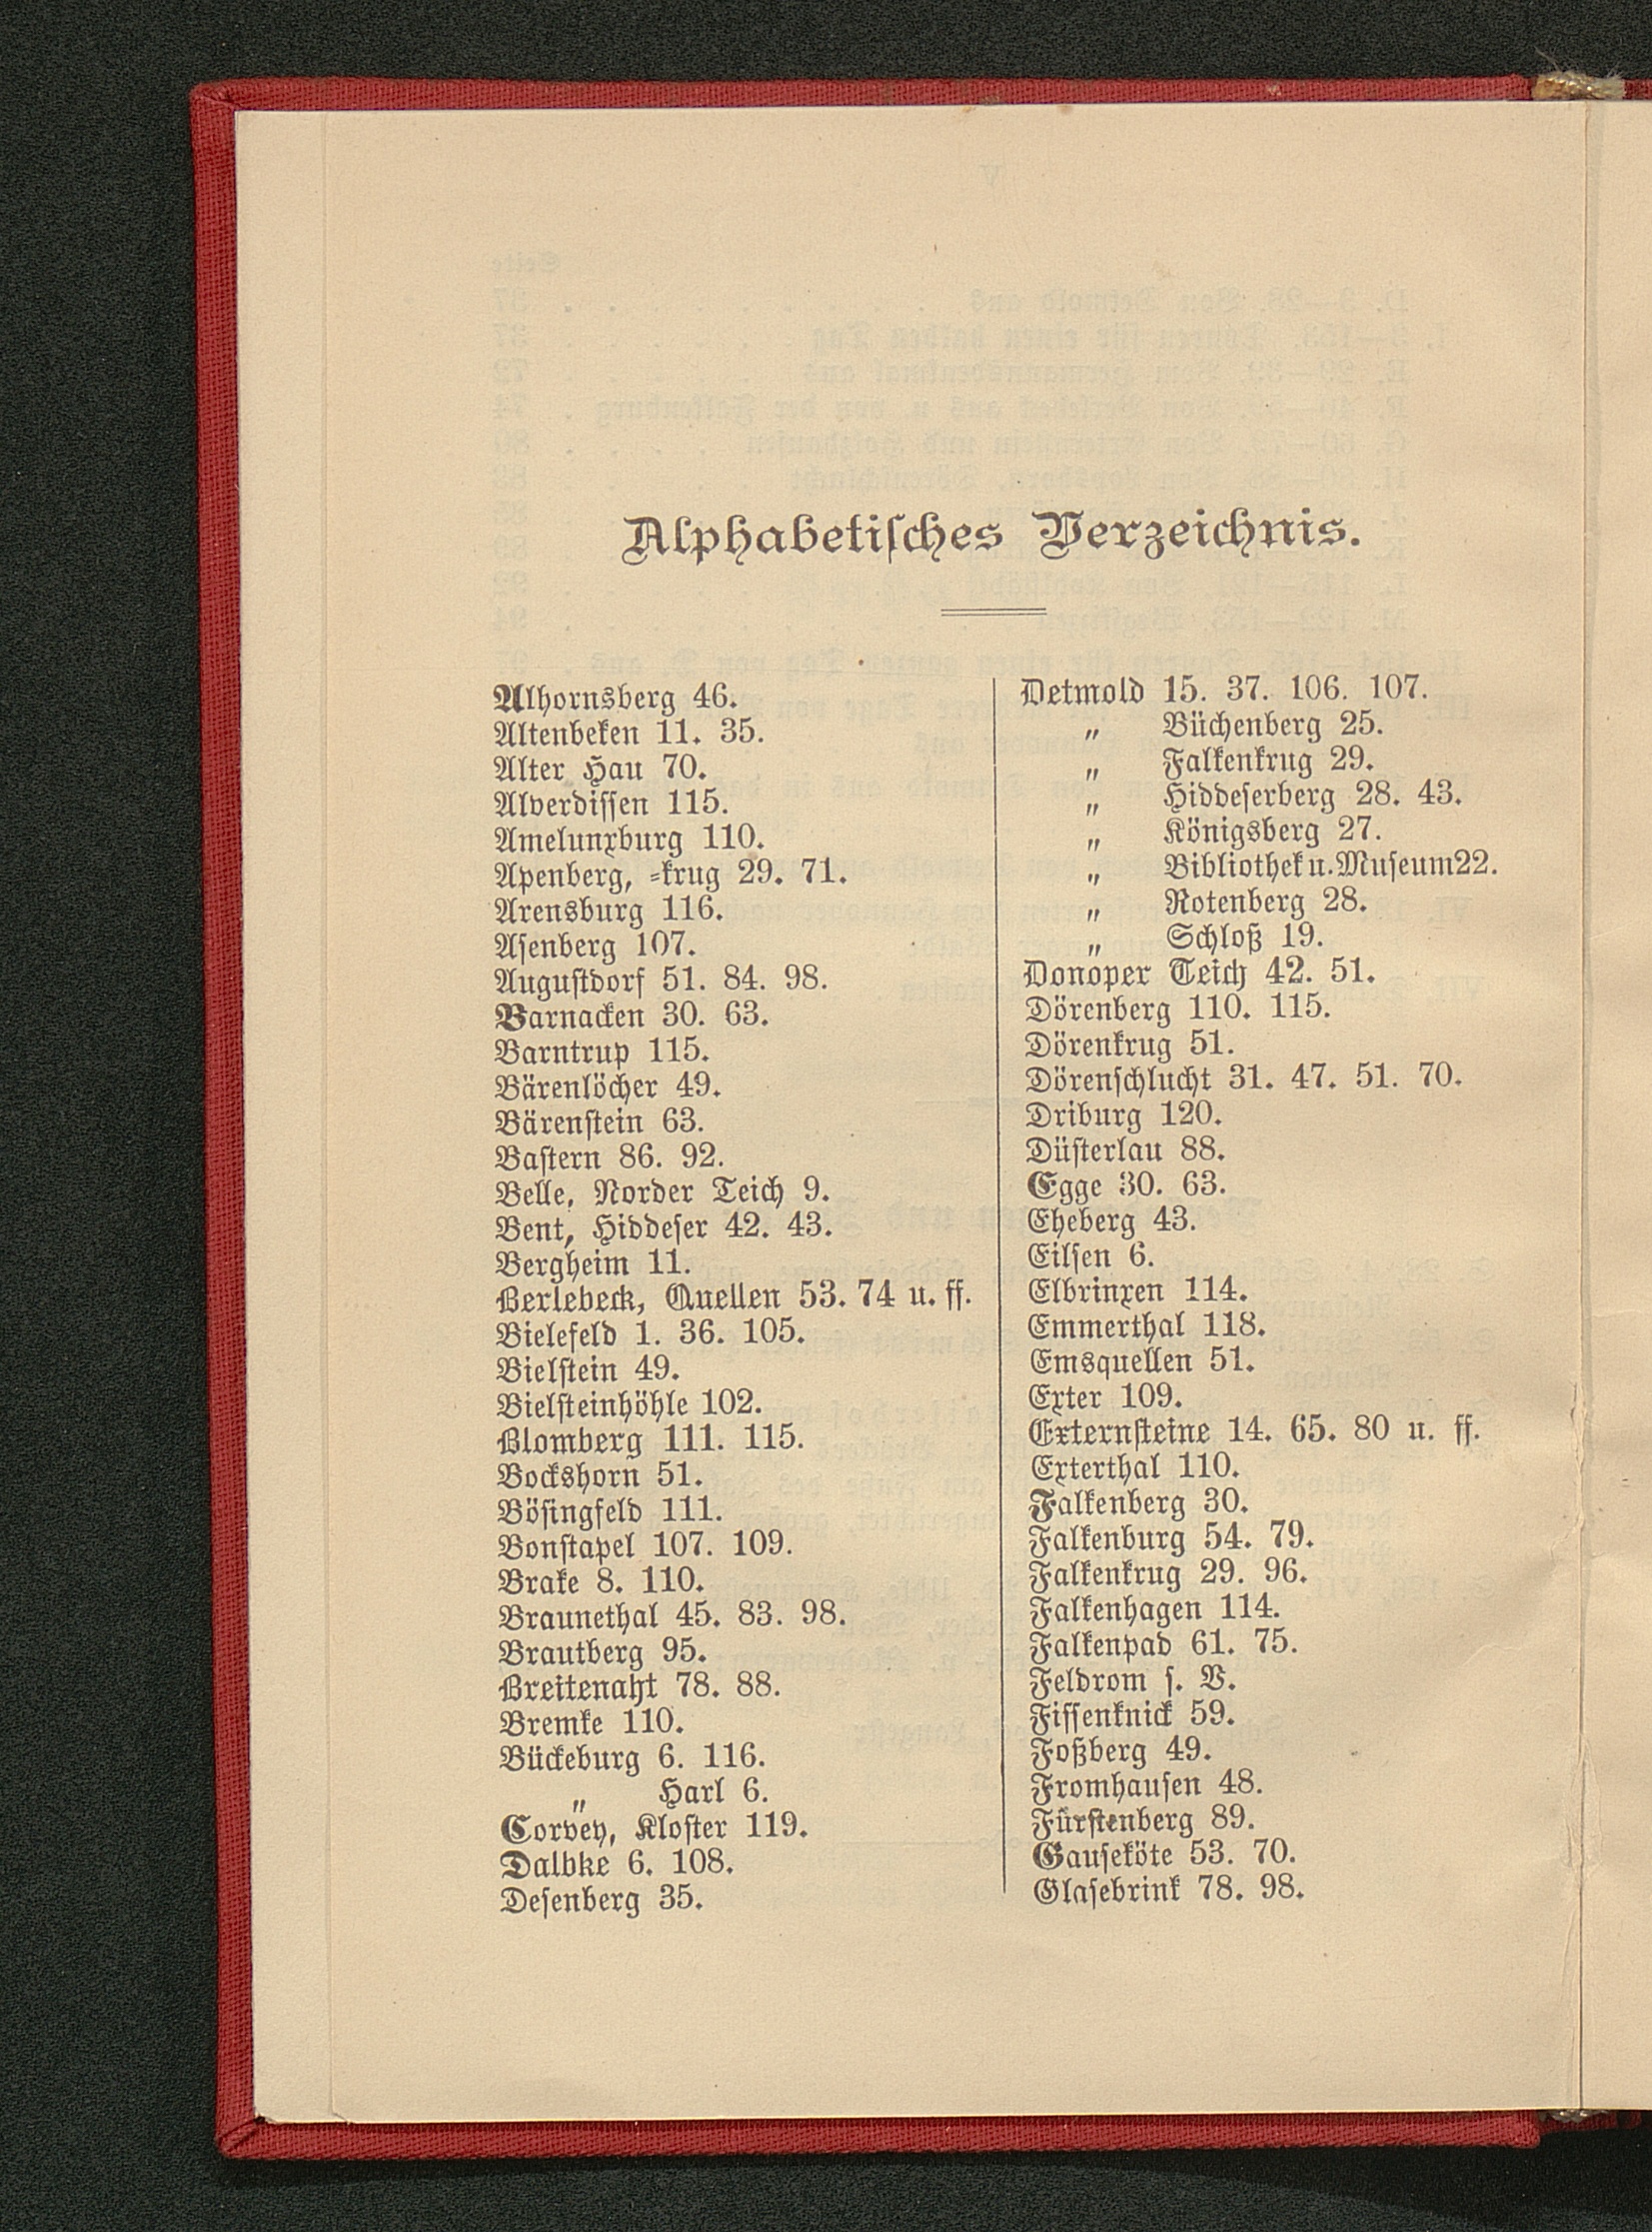 Alphabetisches Verzeichnis.
Alhornsberg 46.
Altenbeken 11. 35.
Alter Hau 70.
Alverdissen 115.
Amelunxburg 110.
Apenberg, =krug 29. 71.
Arensburg 116.
Asenberg 107.
Augustdorf 51. 84. 98.
Barnacken 30. 63.
Barntrup 115.
Bärenlöcher 49.
Bärenstein 63.
Bastern 86. 92.
Belle, Norder Teich 9.
Bent, Hiddeser 42. 43.
Bergheim 11.
Berlebeck, Quellen 53. 74 u. ff.
Bielefeld 1. 36. 105.
Bielstein 49.
Bielsteinhöhle 102.
Blomberg 111. 115.
Bockshorn 51.
Bösingfeld 111.
Bonstapel 107. 109.
Brake 8. 110.
Braunethal 45. 83. 98.
Brautberg 95.
Breitenaht 78. 88.
Bremke 110.
Bückeburg 6. 116.
„ Harl 6.
Corvey, Kloster 119.
Dalbke 6. 108.
Desenberg 35.
Detmold 15. 37. 106. 107.
„ Büchenberg 25.
„ Falkenkrug 29.
„ Hiddeserberg 28. 43.
„ Königsberg 27.
„ Bibliothek u. Museum 22.
„ Rotenberg 28.
„ Schloß 19.
Donoper Teich 42. 51.
Dörenberg 110. 115.
Dörenkrug 51.
Dörenschlucht 31. 47. 51. 70.
Driburg 120.
Düsterlau 88.
Egge 30. 63.
Eheberg 43.
Eilsen 6.
Elbrinxen 114.
Emmerthal 118.
Emsquellen 51.
Exter 109.
Externsteine 14. 65. 80 u. ff.
Exterthal 110.
Falkenberg 30.
Falkenburg 54. 79.
Falkenkrug 29. 96.
Falkenhagen 114.
Falkenpad 61. 75.
Feldrom s. V.
Fissenknick 59.
Foßberg 49.
Fromhausen 48.
Fürstenberg 89.
Gauseköte 53. 70.
Glasebrink 78. 98.